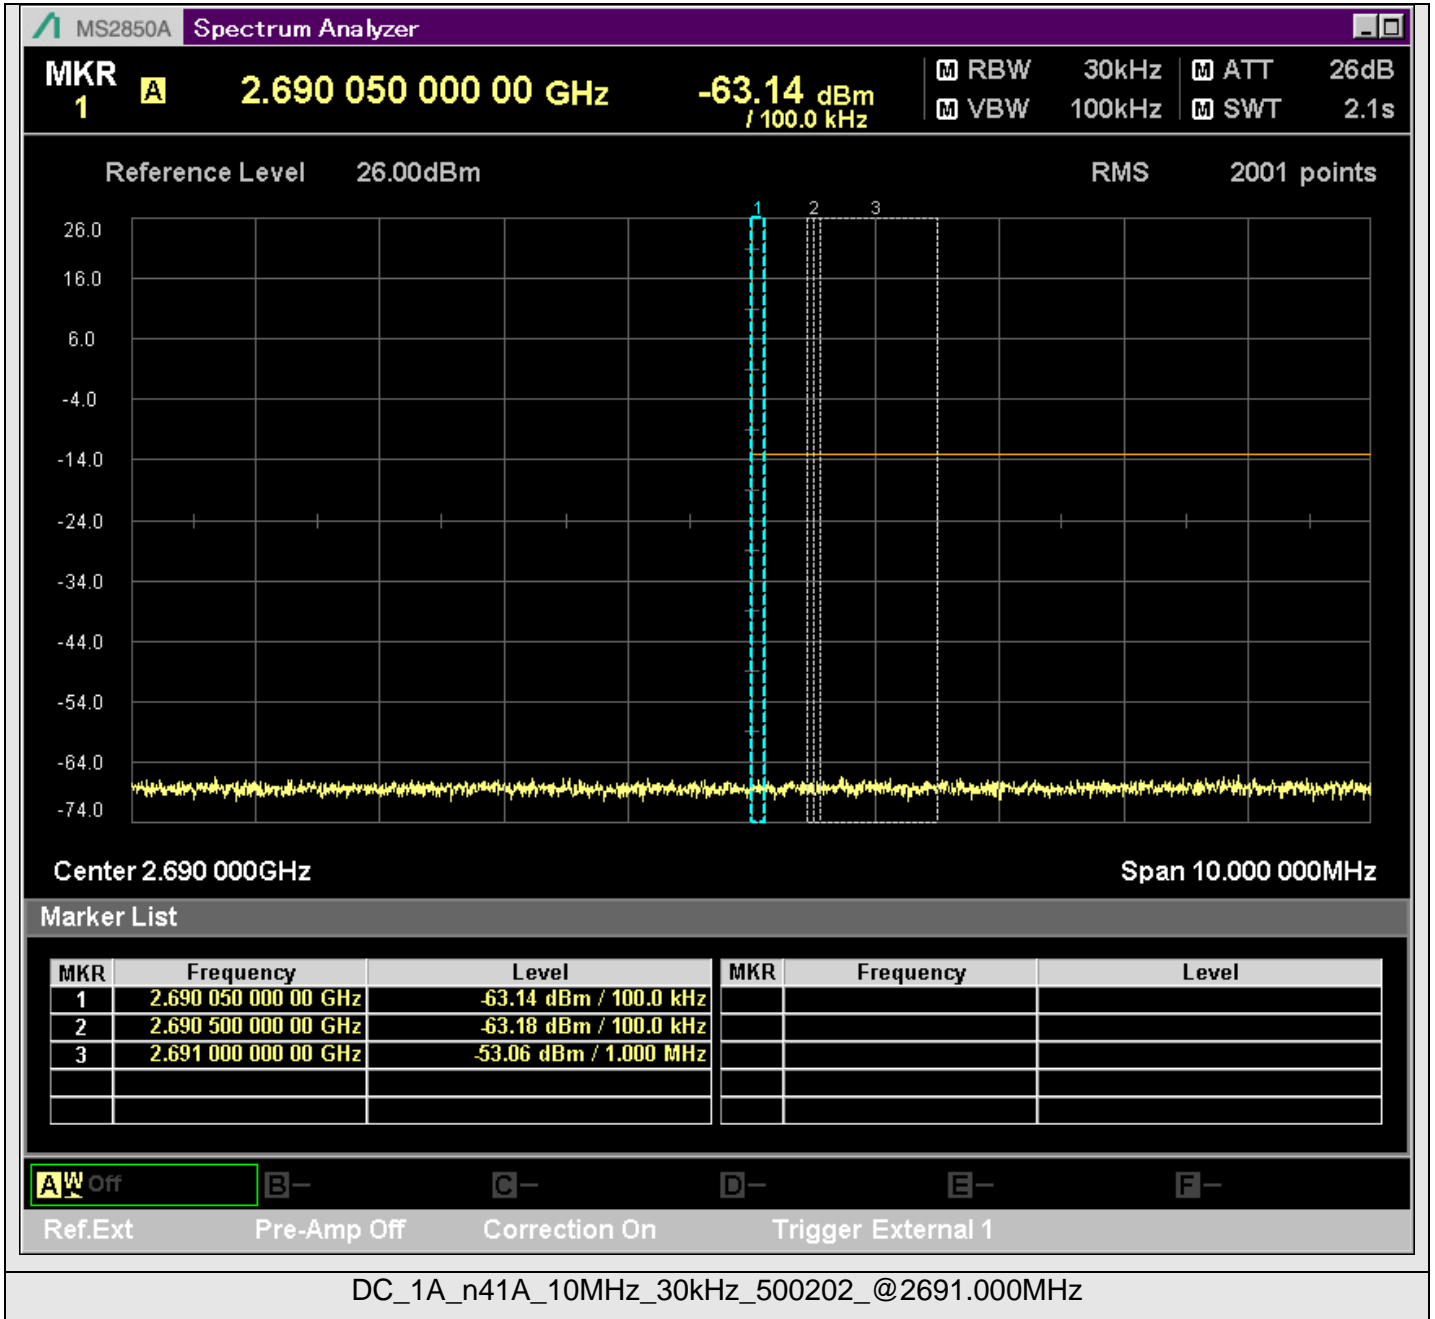 MS2850A Spectrum Analyzer
MKR 1 A 2.690 050 000 00 GHz -63.14 dBm / 100.0 kHz
M RBW 30kHz M ATT 26dB
M VBW 100kHz M SWT 2.1s
Reference Level 26.00dBm RMS 2001 points
1 2 3
26.0
16.0
6.0
-4.0
-14.0
-24.0
-34.0
-44.0
-54.0
-64.0
-74.0
Center 2.690 000GHz Span 10.000 000MHz
Marker List
MKR Frequency Level MKR Frequency Level
1 2.690 050 000 00 GHz -63.14 dBm / 100.0 kHz
2 2.690 500 000 00 GHz -63.18 dBm / 100.0 kHz
3 2.691 000 000 00 GHz -53.06 dBm / 1.000 MHz
A W Off B — C — D — E — F —
Ref.Ext Pre-Amp Off Correction On Trigger External 1
DC_1A_n41A_10MHz_30kHz_500202_@2691.000MHz